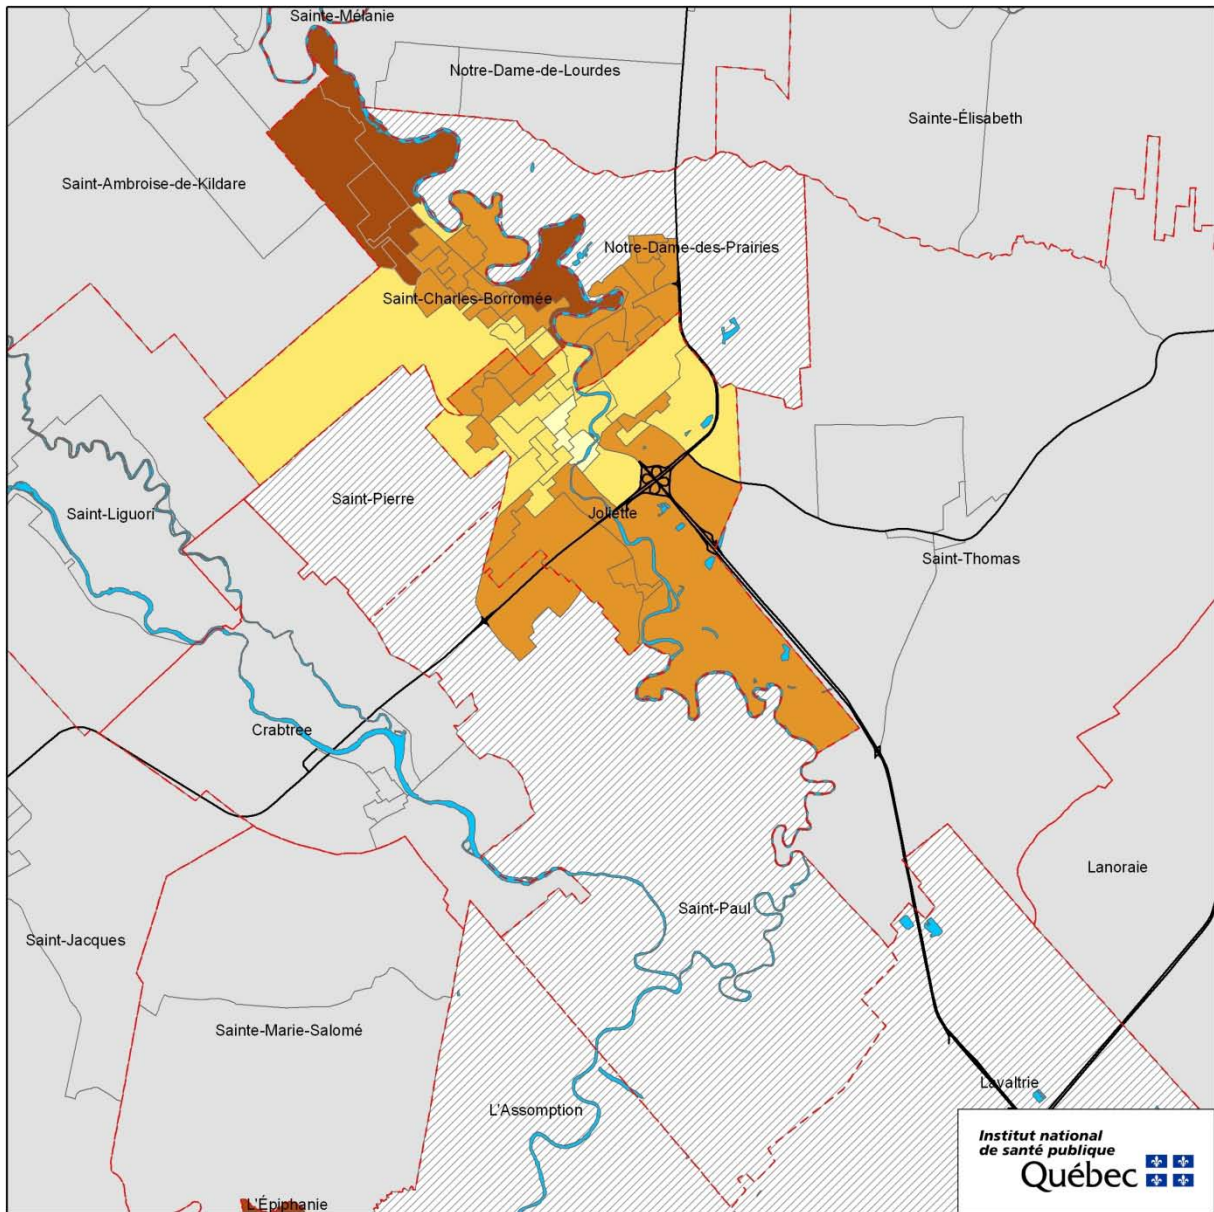 Sainte-Mélanie
Notre-Dame-de-Lourdes
Sainte-Élisabeth
Saint-Ambroise-de-Kildare
Notre-Dame-des-Prairies
Saint-Charles-Borromée
Saint-Pierre
Saint-Liguori
Joliette
Saint-Thomas
Crabtree
Lanoraie
Saint-Paul
Saint-Jacques
Sainte-Marie-Salomé
Lavaltrie
L'Assomption
L'Épiphanie
Institut national
de santé publique
Québec